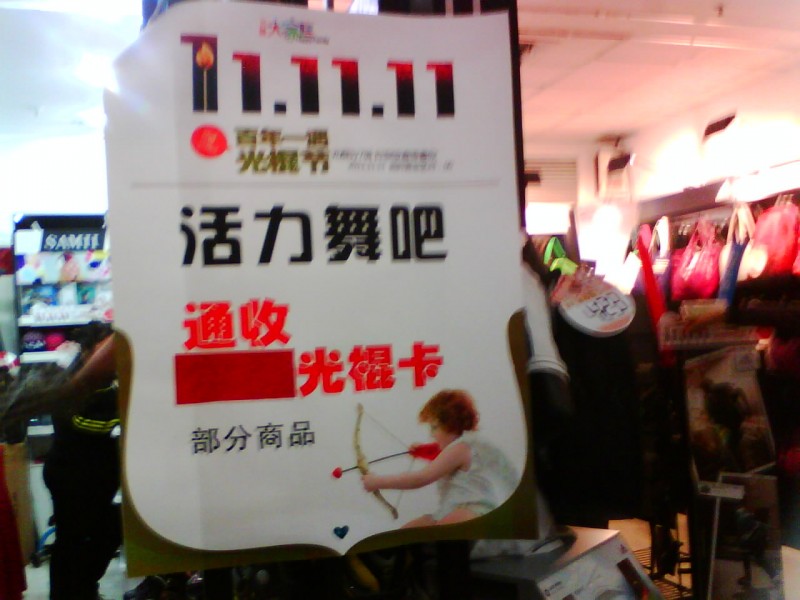 11.11.11
百年一遇
光棍节
活力舞吧
通收
光棍卡
部分商品
SAMII